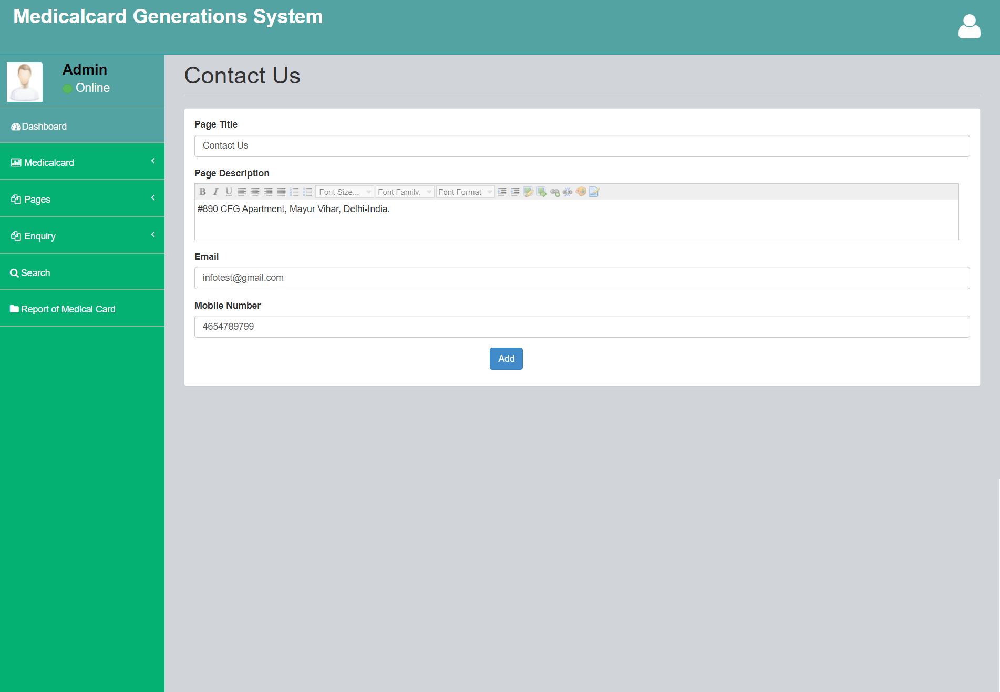 Medicalcard Generations System
Admin
Online
Dashboard
Medicalcard
Pages
Enquiry
Search
Report of Medical Card
Contact Us
Page Title
Contact Us
Page Description
B I U Font Size... Font Family. Font Format
#890 CFG Apartment, Mayur Vihar, Delhi-India.
Email
infotest@gmail.com
Mobile Number
4654789799
Add